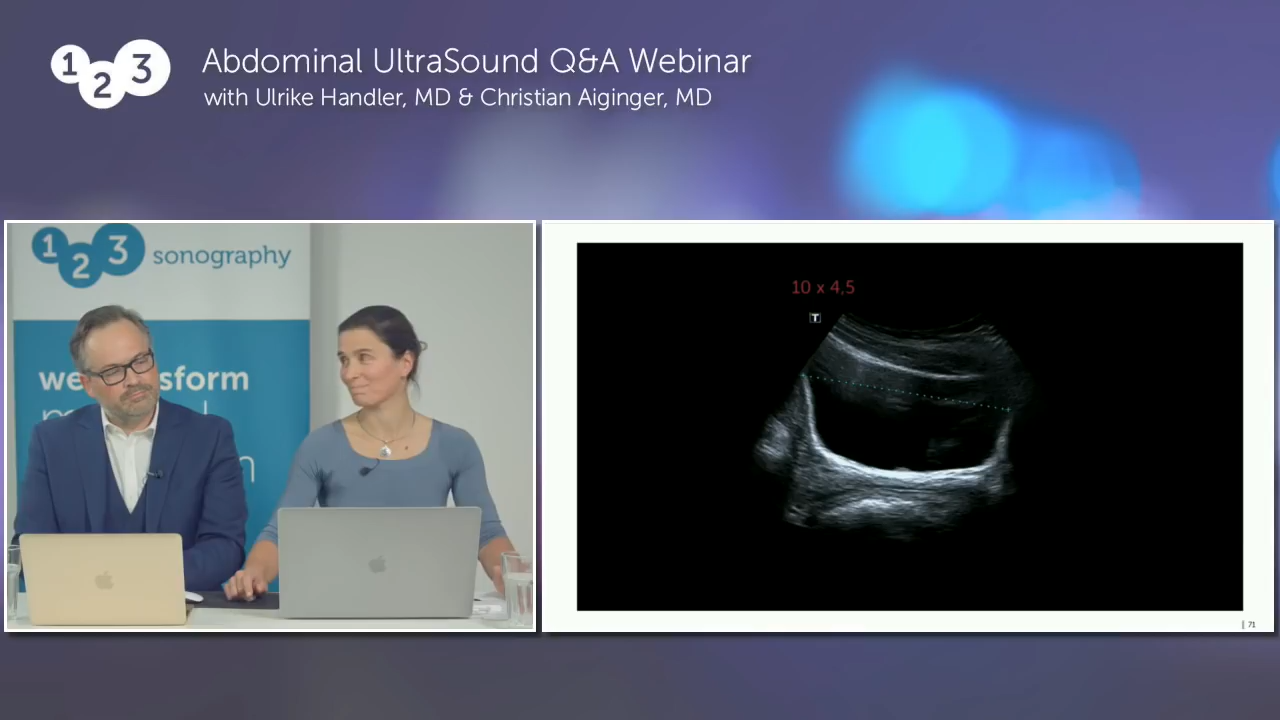 1 2 3
Abdominal UltraSound Q&A Webinar
with Ulrike Handler, MD & Christian Aiginger, MD
1 2 3 sonography
we
sform
10 x 4,5
T
| 71